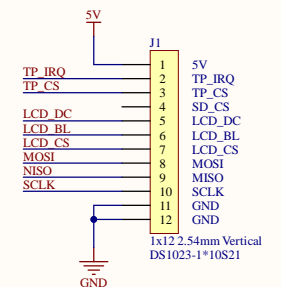 5V
J1
1 5V
TP_IRQ 2 TP_IRQ
TP_CS 3 TP_CS
4 SD_CS
LCD_DC 5 LCD_DC
LCD_BL 6 LCD_BL
LCD_CS 7 LCD_CS
MOSI 8 MOSI
NISO 9 MISO
SCLK 10 SCLK
11 GND
12 GND
1x12 2.54mm Vertical
DS1023-1*10S21
GND